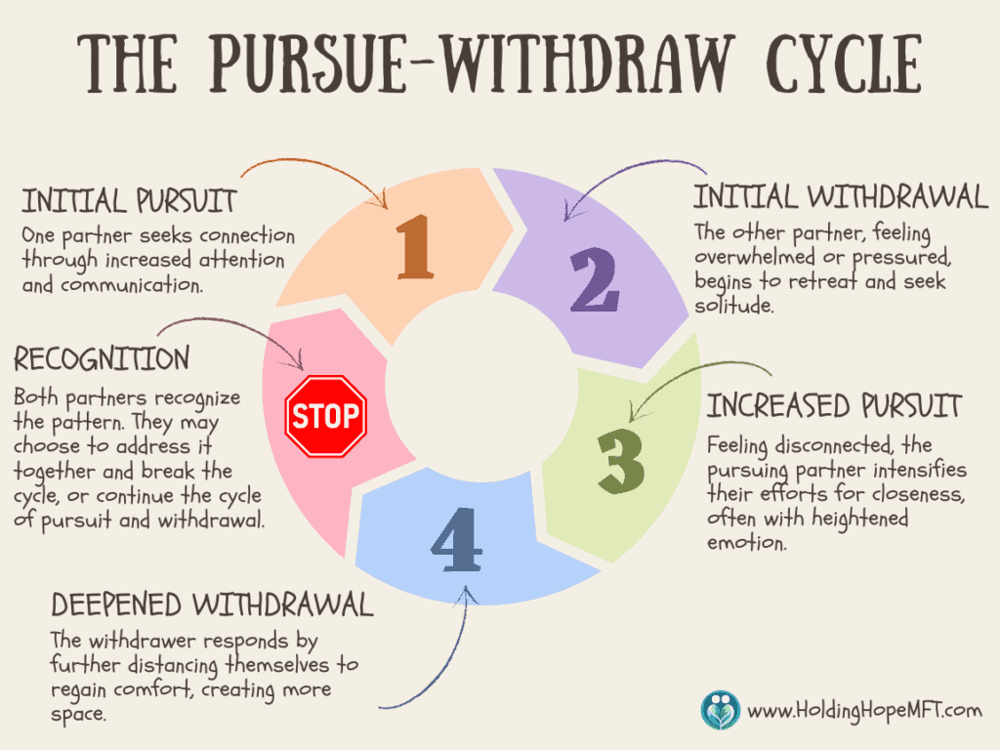 THE PURSUE-WITHDRAW CYCLE
INITIAL PURSUIT
One partner seeks connection
through increased attention
and communication.
1
INITIAL WITHDRAWAL
The other partner, feeling
overwhelmed or pressured,
begins to retreat and seek
solitude.
2
INCREASED PURSUIT
Feeling disconnected, the
pursuing partner intensifies
their efforts for closeness,
often with heightened
emotion.
3
DEEPENED WITHDRAWAL
The withdrawer responds by
further distancing themselves to
regain comfort, creating more
space.
4
RECOGNITION
Both partners recognize
the pattern. They may
choose to address it
together and break the
cycle, or continue the cycle
of pursuit and withdrawal.
STOP
www.HoldingHopeMFT.com